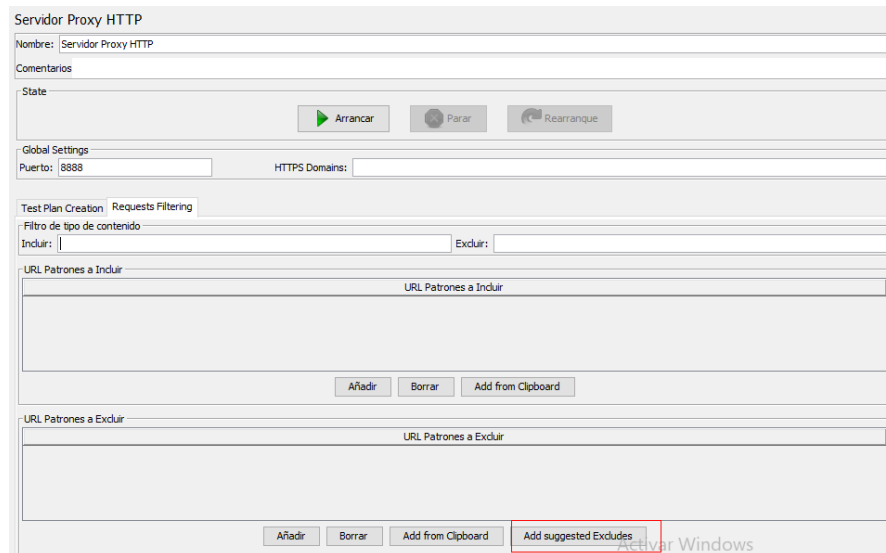 Servidor Proxy HTTP
Nombre: Servidor Proxy HTTP
Comentarios
State
Arrancar Parar Rearranque
Global Settings
Puerto: 8888 HTTPS Domains:
Test Plan Creation Requests Filtering
Filtro de tipo de contenido
Incluir: Excluir:
URL Patrones a Incluir
URL Patrones a Incluir
Añadir Borrar Add from Clipboard
URL Patrones a Excluir
URL Patrones a Excluir
Añadir Borrar Add from Clipboard Add suggested Excludes
Activar Windows